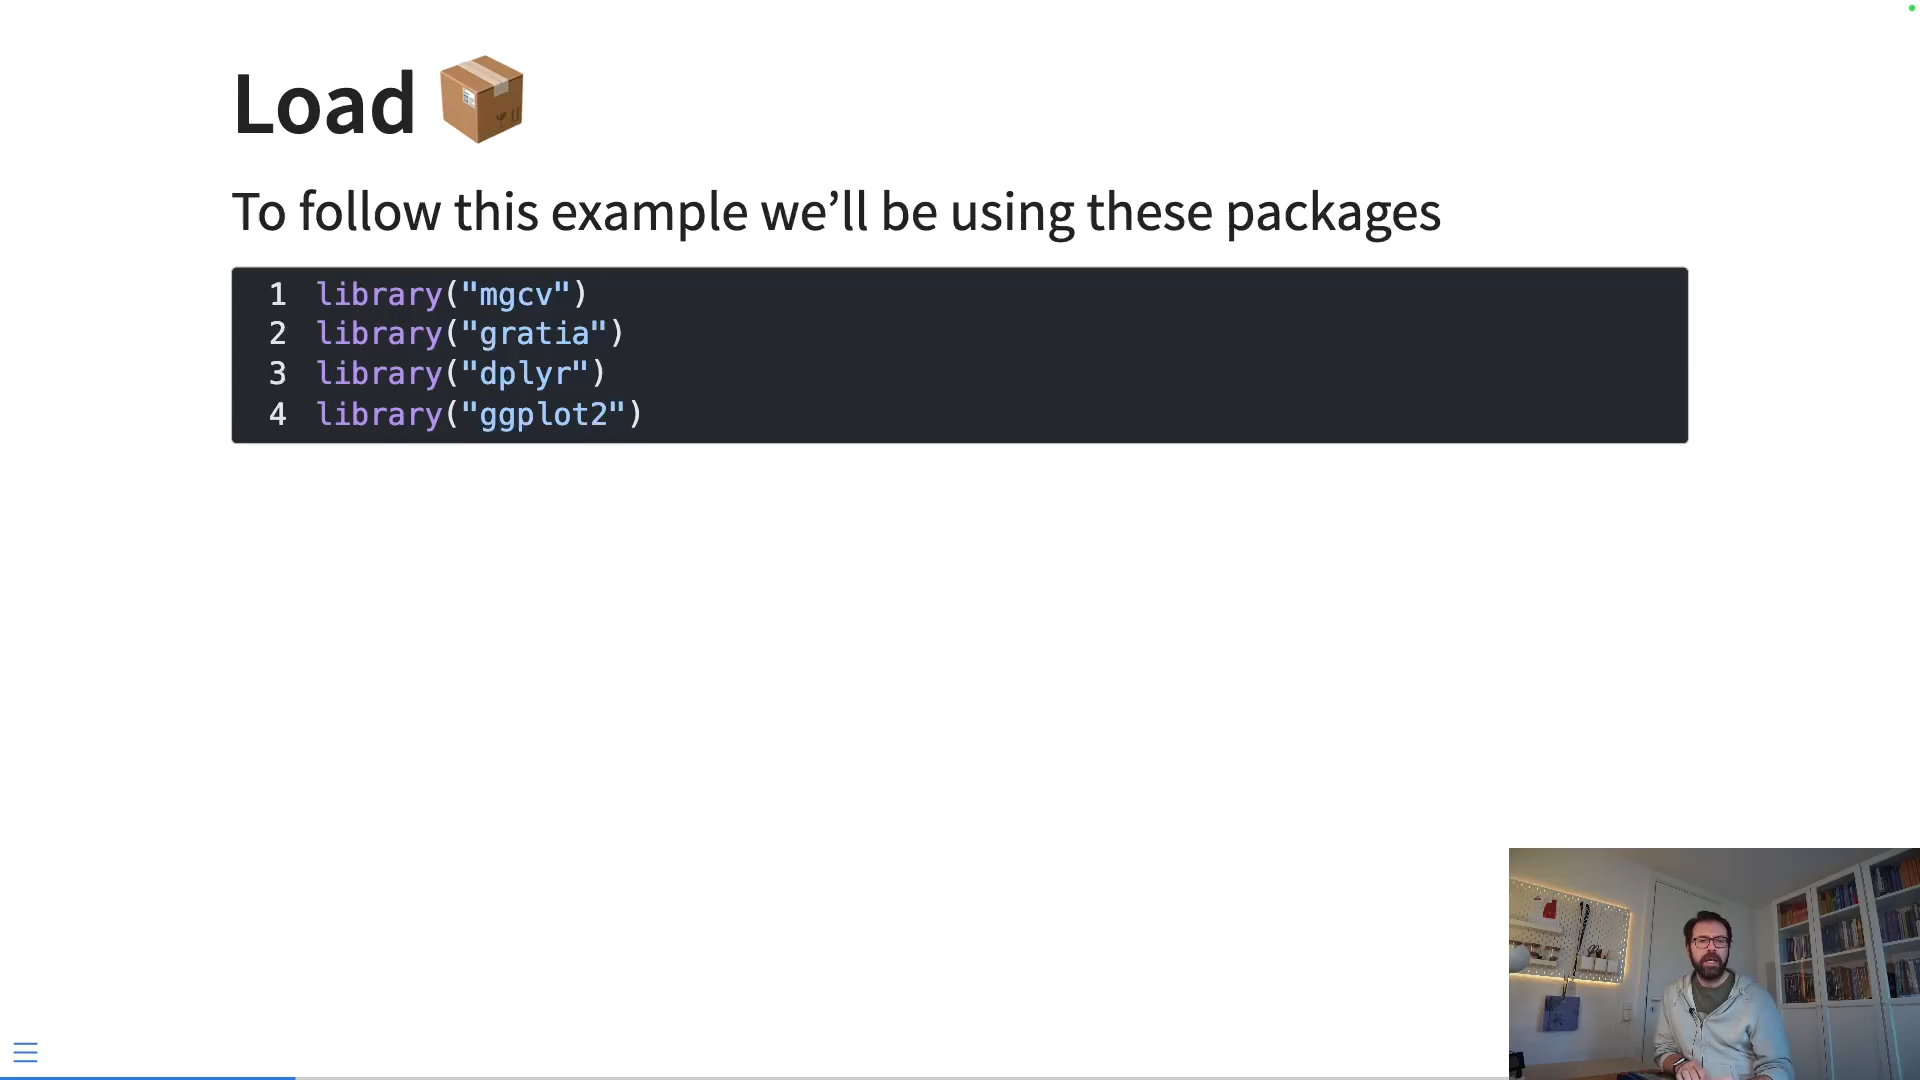 Load 📦
To follow this example we’ll be using these packages
1 library("mgcv")
2 library("gratia")
3 library("dplyr")
4 library("ggplot2")